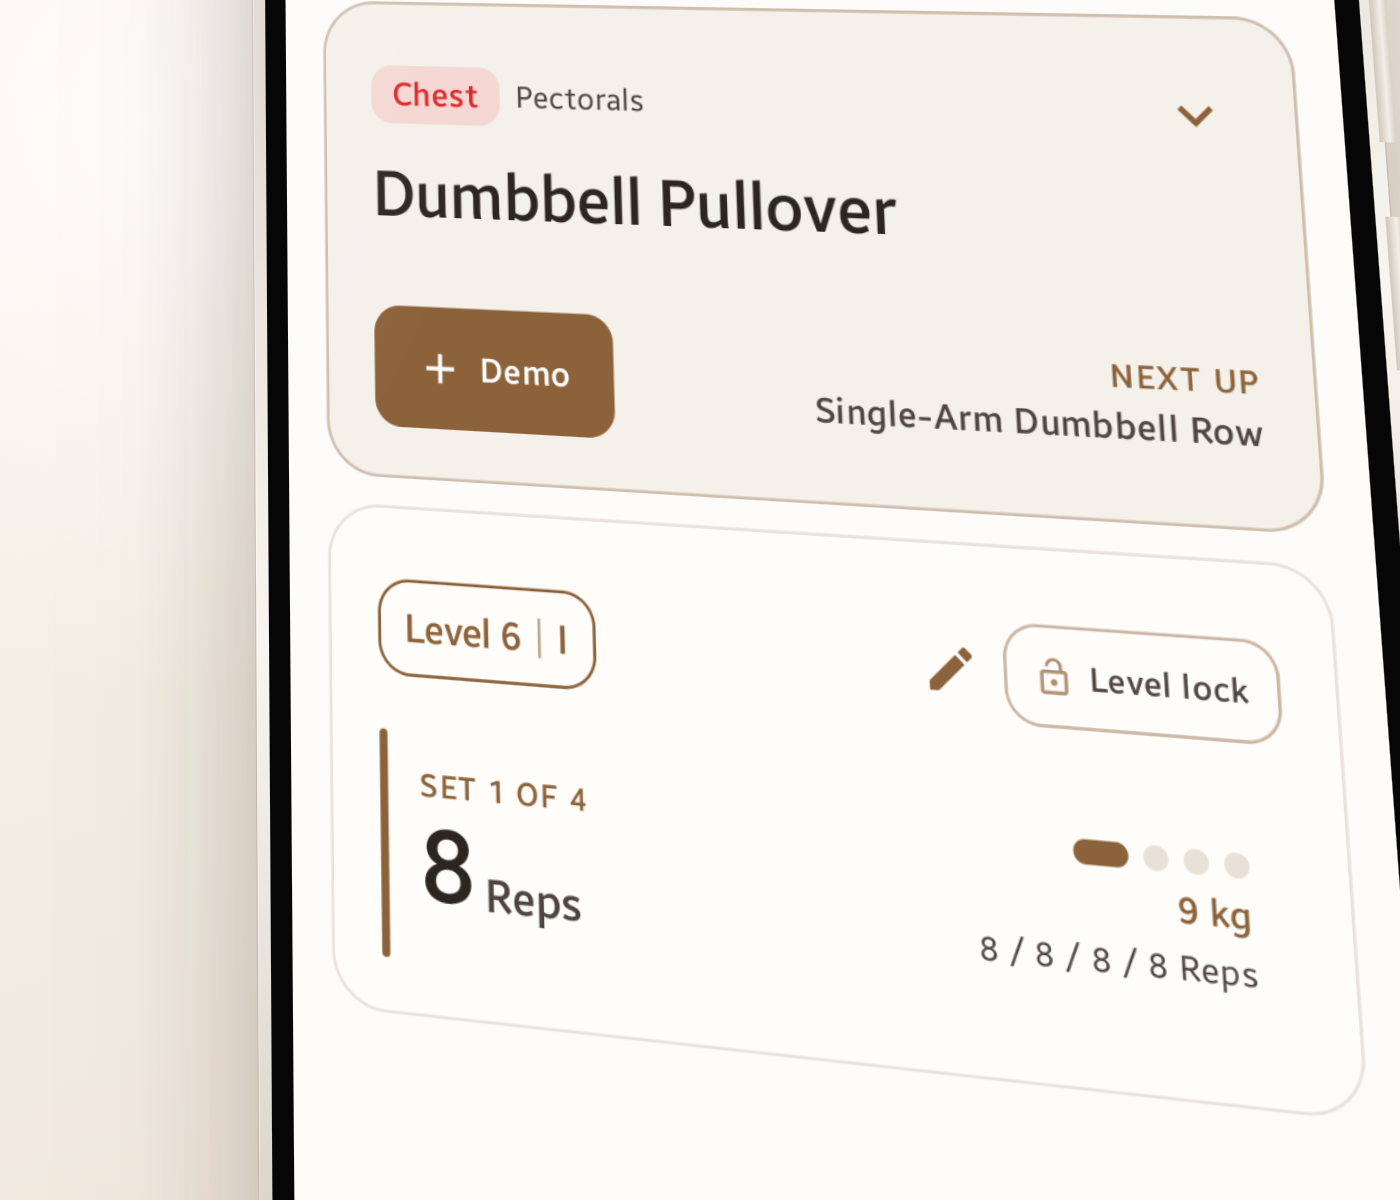 Chest Pectorals
Dumbbell Pullover
Demo
NEXT UP
Single-Arm Dumbbell Row
Level 6 | I
Level lock
SET 1 OF 4
8 Reps
9 kg
8 / 8 / 8 / 8 Reps